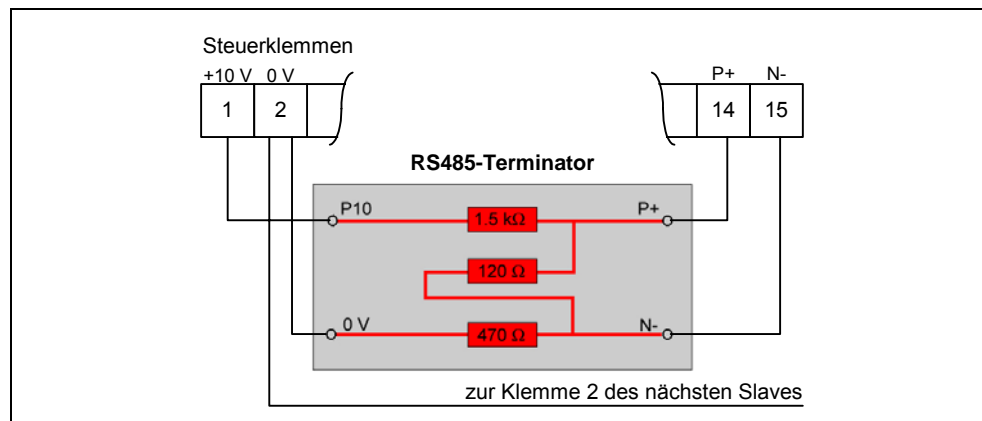 Steuerklemmen
+10 V 0 V P+ N-
1 2 14 15
RS485-Terminator
P10 1.5 kΩ P+
120 Ω
0 V 470 Ω N-
zur Klemme 2 des nächsten Slaves